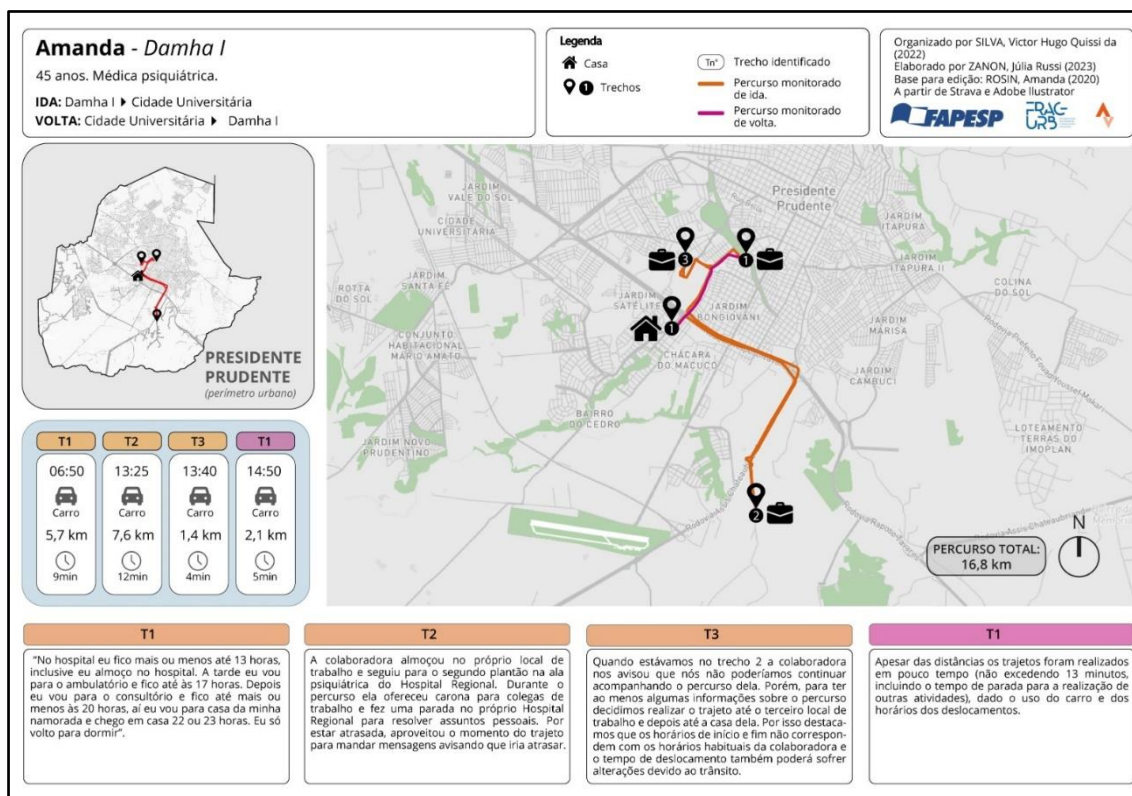 Amanda - Damha I
45 anos. Médica psiquiátrica.
IDA: Damha I ▶ Cidade Universitária
VOLTA: Cidade Universitária ▶ Damha I
Legenda
Casa
1 Trechos
Tn° Trecho identificado
Percurso monitorado
de ida.
Percurso monitorado
de volta.
Organizado por SILVA, Victor Hugo Quissi da
(2022)
Elaborado por ZANON, Júlia Russi (2023)
Base para edição: ROSIN, Amanda (2020)
A partir de Strava e Adobe Ilustrator
FAPESP
FRAG
URB
PRESIDENTE
PRUDENTE
(perímetro urbano)
JARDIM
VALE DO SOL
CIDADE
UNIVERSITÁRIA
Presidente
Prudente
JARDIM
ITAPURA
JARDIM
ITAPURA II
ROTTA
DO SOL
JARDIM
SANTA FÉ
JARDIM
SATÉLITE
3
1
1
JARDIM
BONGIOVANI
COLINA
DO SOL
CONJUNTO
HABITACIONAL
MÁRIO AMATO
CHÁCARA
DO MACUCO
JARDIM
MARISA
JARDIM
CAMBUCI
BAIRRO
DO CEDRO
JARDIM NOVO
PRUDENTINO
LOTEAMENTO
TERRAS DO
IMOPLAN
2
Rodovia Assis Chateaubriand
N
PERCURSO TOTAL:
16,8 km
T1 T2 T3 T1
06:50 13:25 13:40 14:50
Carro Carro Carro Carro
5,7 km 7,6 km 1,4 km 2,1 km
9min 12min 4min 5min
T1
"No hospital eu fico mais ou menos até 13 horas,
inclusive eu almoço no hospital. A tarde eu vou
para o ambulatório e fico até às 17 horas. Depois
eu vou para o consultório e fico até mais ou
menos às 20 horas, aí eu vou para casa da minha
namorada e chego em casa 22 ou 23 horas. Eu só
volto para dormir".
T2
A colaboradora almoçou no próprio local de
trabalho e seguiu para o segundo plantão na ala
psiquiátrica do Hospital Regional. Durante o
percurso ela ofereceu carona para colegas de
trabalho e fez uma parada no próprio Hospital
Regional para resolver assuntos pessoais. Por
estar atrasada, aproveitou o momento do trajeto
para mandar mensagens avisando que iria atrasar.
T3
Quando estávamos no trecho 2 a colaboradora
nos avisou que nós não poderíamos continuar
acompanhando o percurso dela. Porém, para ter
ao menos algumas informações sobre o percurso
decidimos realizar o trajeto até o terceiro local de
trabalho e depois até a casa dela. Por isso destaca-
mos que os horários de início e fim não correspon-
dem com os horários habituais da colaboradora e
o tempo de deslocamento também poderá sofrer
alterações devido ao trânsito.
T1
Apesar das distâncias os trajetos foram realizados
em pouco tempo (não excedendo 13 minutos,
incluindo o tempo de parada para a realização de
outras atividades), dado o uso do carro e dos
horários dos deslocamentos.